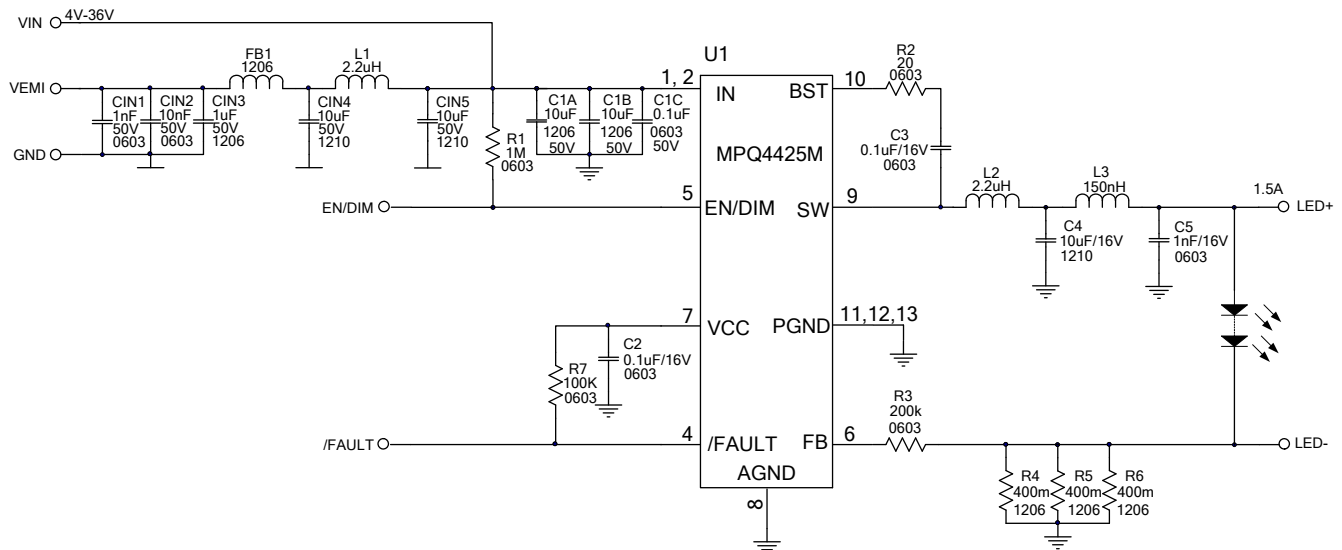 VIN
4V-36V
VEMI
GND
FB1
1206
L1
2.2uH
CIN1
1nF
50V
0603
CIN2
10nF
50V
0603
CIN3
1uF
50V
1206
CIN4
10uF
50V
1210
CIN5
10uF
50V
1210
R1
1M
0603
C1A
10uF
1206
50V
C1B
10uF
1206
50V
C1C
0.1uF
0603
50V
EN/DIM
U1
1, 2
IN
BST
10
MPQ4425M
5
EN/DIM
SW
9
7
VCC
PGND
11,12,13
4
/FAULT
FB
6
AGND
8
R2
20
0603
C3
0.1uF/16V
0603
L2
2.2uH
L3
150nH
1.5A
LED+
C4
10uF/16V
1210
C5
1nF/16V
0603
C2
0.1uF/16V
0603
R7
100K
0603
/FAULT
R3
200k
0603
LED-
R4
400m
1206
R5
400m
1206
R6
400m
1206